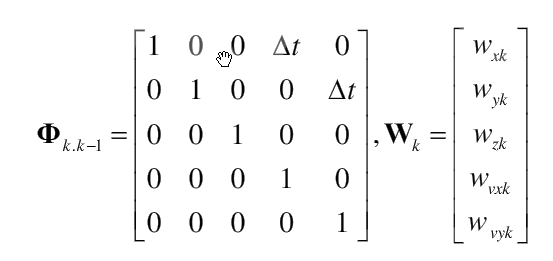 1 0 0 Δt 0 w_{xk}
0 1 0 0 Δt w_{yk}
Φ_{k.k-1} = 0 0 1 0 0 , W_k = w_{zk}
0 0 0 1 0 w_{vxk}
0 0 0 0 1 w_{vyk}